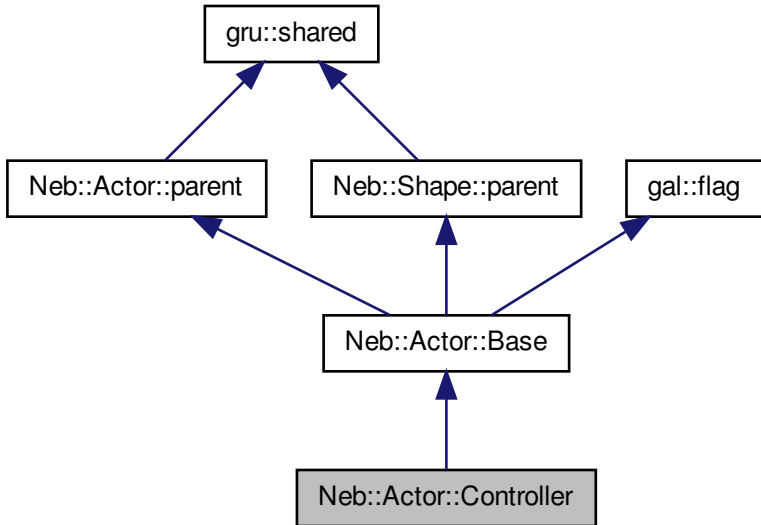 gru::shared
Neb::Actor::parent
Neb::Shape::parent
gal::flag
Neb::Actor::Base
Neb::Actor::Controller